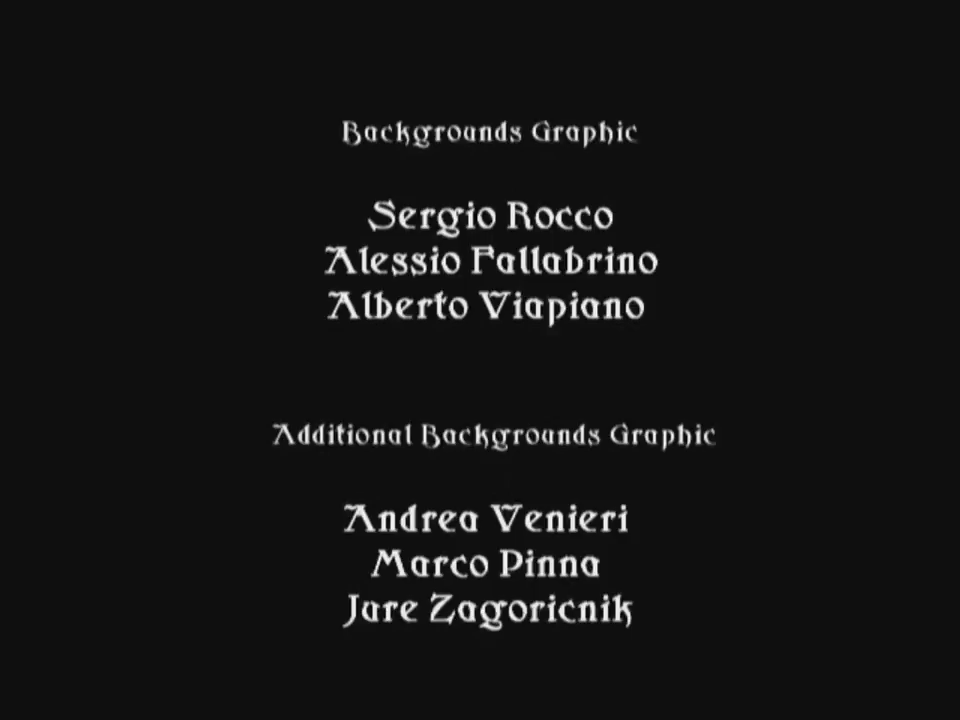 Backgrounds Graphic
Sergio Rocco
Alessio Fallabrino
Alberto Viapiano
Additional Backgrounds Graphic
Andrea Venieri
Marco Pinna
Jure Zagoricnik